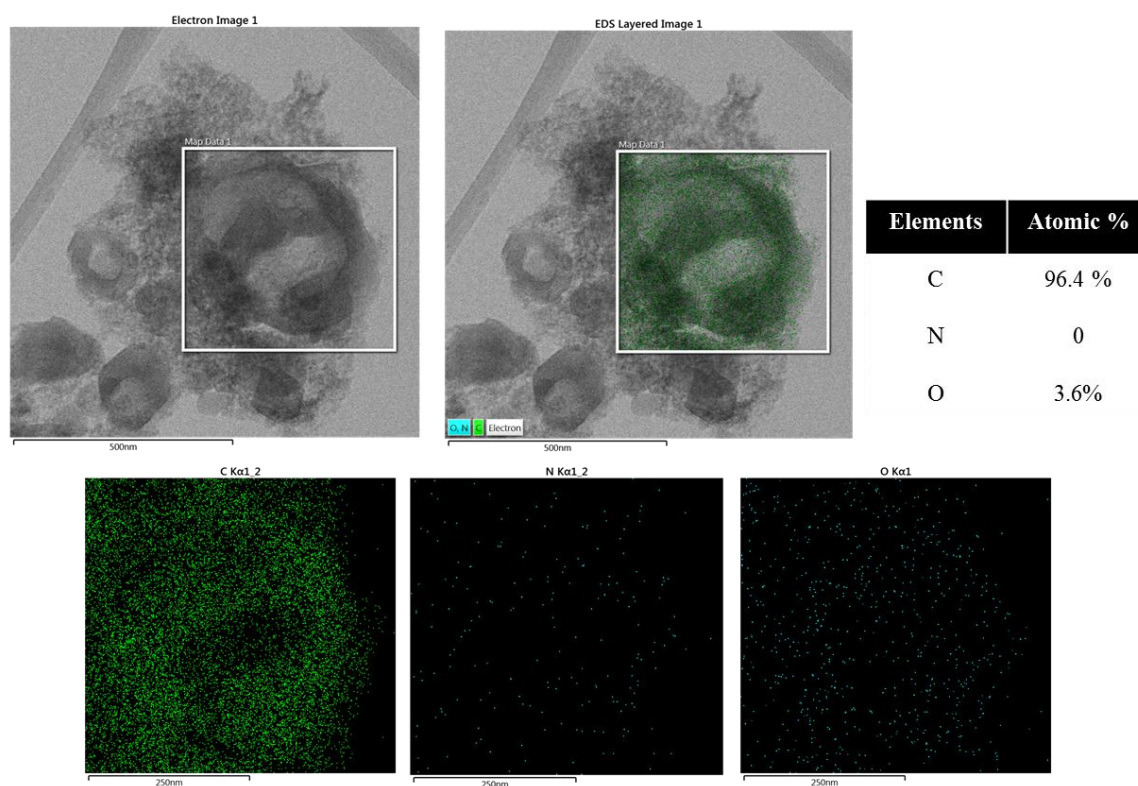 Electron Image 1
Map Data 1
500nm
EDS Layered Image 1
Map Data 1
O, N C Electron
500nm
Elements Atomic %
C 96.4 %
N 0
O 3.6%
C Kα1_2
250nm
N Kα1_2
250nm
O Kα1
250nm